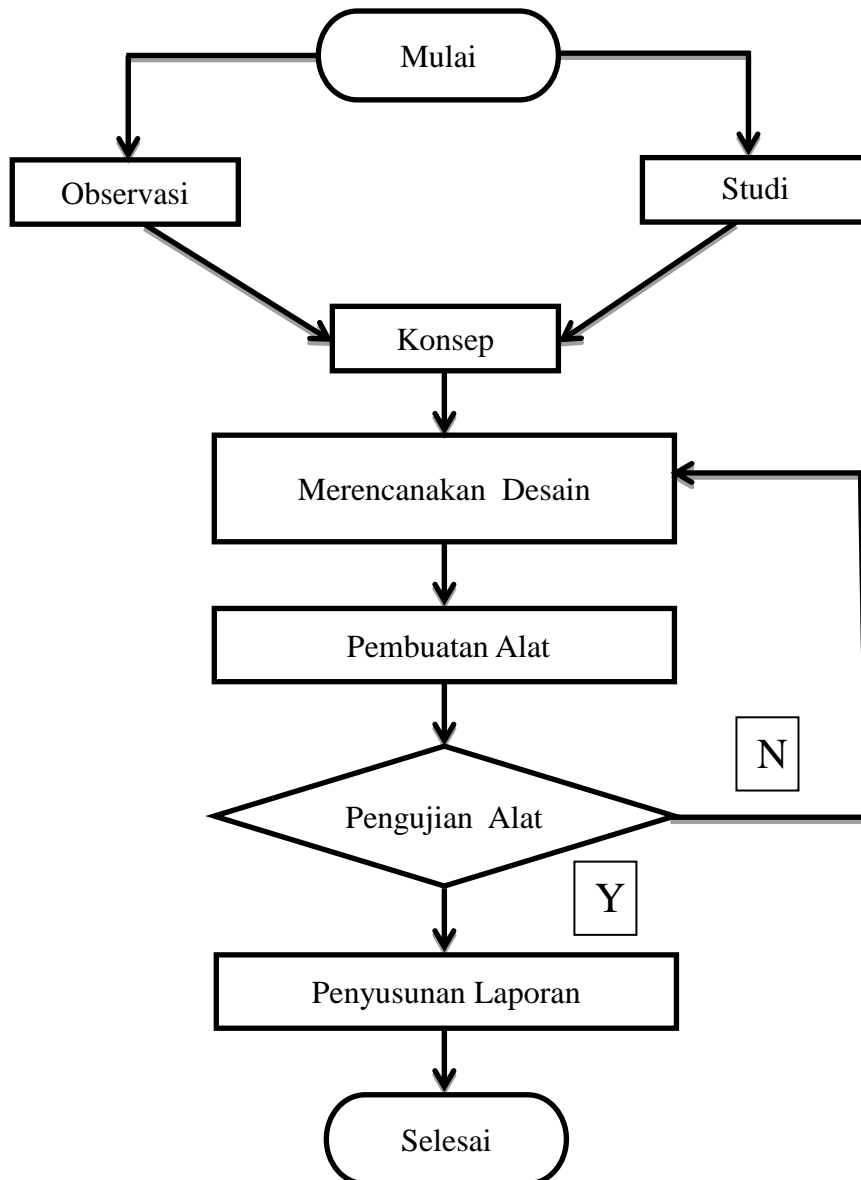 Mulai
Observasi
Studi
Konsep
Merencanakan Desain
Pembuatan Alat
N
Pengujian Alat
Y
Penyusunan Laporan
Selesai